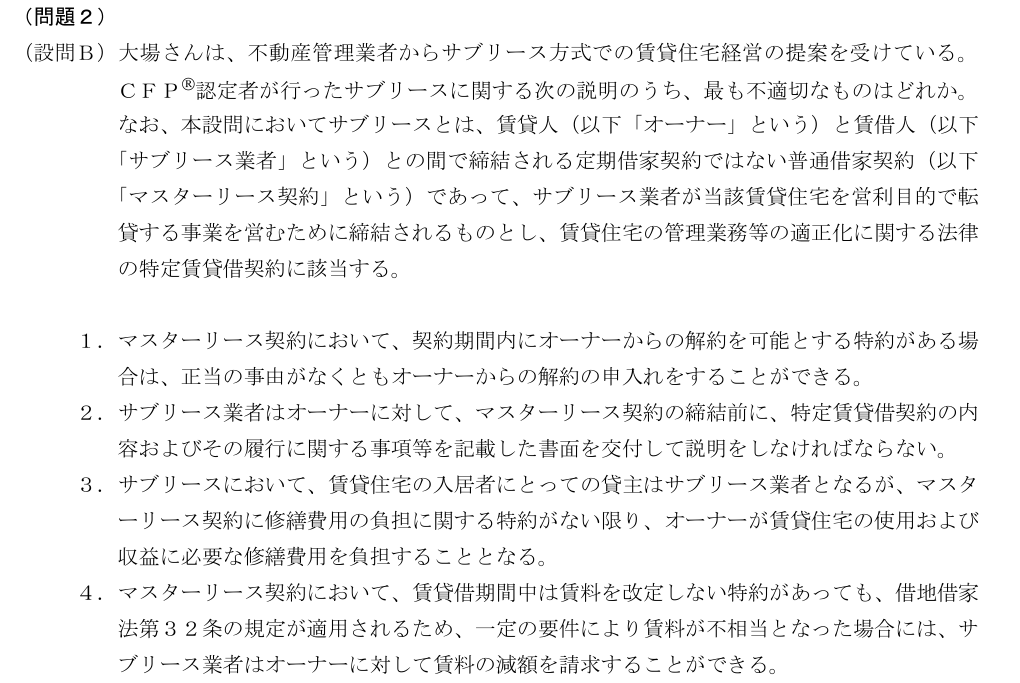 （問題２）
（設問Ｂ）大場さんは、不動産管理業者からサブリース方式での賃貸住宅経営の提案を受けている。
ＣＦＰ®認定者が行ったサブリースに関する次の説明のうち、最も不適切なものはどれか。
なお、本設問においてサブリースとは、賃貸人（以下「オーナー」という）と賃借人（以下
「サブリース業者」という）との間で締結される定期借家契約ではない普通借家契約（以下
「マスターリース契約」という）であって、サブリース業者が当該賃貸住宅を営利目的で転
貸する事業を営むために締結されるものとし、賃貸住宅の管理業務等の適正化に関する法律
の特定賃貸借契約に該当する。
１．マスターリース契約において、契約期間内にオーナーからの解約を可能とする特約がある場
合は、正当の事由がなくともオーナーからの解約の申入れをすることができる。
２．サブリース業者はオーナーに対して、マスターリース契約の締結前に、特定賃貸借契約の内
容およびその履行に関する事項等を記載した書面を交付して説明をしなければならない。
３．サブリースにおいて、賃貸住宅の入居者にとっての貸主はサブリース業者となるが、マスタ
ーリース契約に修繕費用の負担に関する特約がない限り、オーナーが賃貸住宅の使用および
収益に必要な修繕費用を負担することとなる。
４．マスターリース契約において、賃貸借期間中は賃料を改定しない特約があっても、借地借家
法第３２条の規定が適用されるため、一定の要件により賃料が不相当となった場合には、サ
ブリース業者はオーナーに対して賃料の減額を請求することができる。